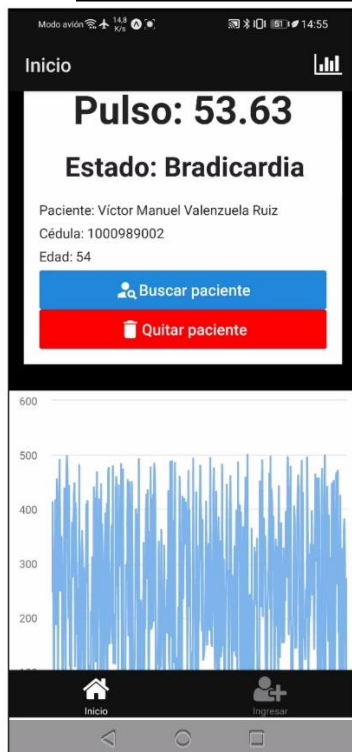 Modo avión 14,8 K/s 51 14:55
Inicio
Pulso: 53.63
Estado: Bradicardia
Paciente: Víctor Manuel Valenzuela Ruiz
Cédula: 1000989002
Edad: 54
Buscar paciente
Quitar paciente
600
500
400
300
200
Inicio
Ingresar